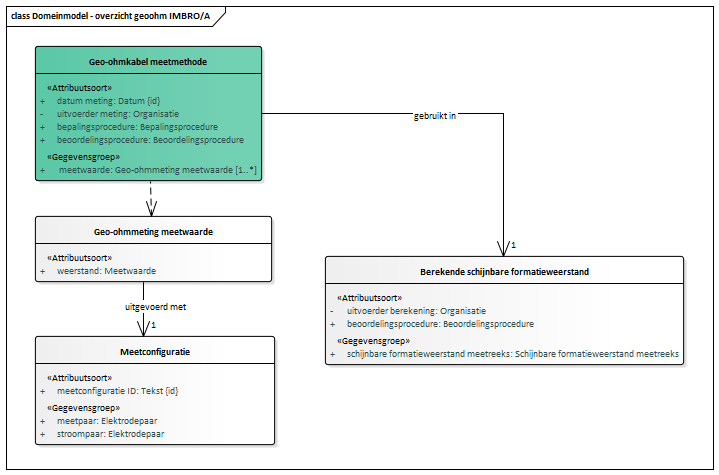 class Domeinmodel - overzicht geoohm IMBRO/A
Geo-ohmkabel meetmethode
«Attribuutsoort»
+ datum meting: Datum {id}
- uitvoerder meting: Organisatie
+ bepalingsprocedure: Bepalingsprocedure
+ beoordelingsprocedure: Beoordelingsprocedure
«Gegevensgroep»
+ meetwaarde: Geo-ohmmeting meetwaarde [1..*]
gebruikt in
1
Geo-ohmmeting meetwaarde
«Attribuutsoort»
+ weerstand: Meetwaarde
uitgevoerd met
1
Berekende schijnbare formatieweerstand
«Attribuutsoort»
- uitvoerder berekening: Organisatie
+ beoordelingsprocedure: Beoordelingsprocedure
«Gegevensgroep»
+ schijnbare formatieweerstand meetreeks: Schijnbare formatieweerstand meetreeks
Meetconfiguratie
«Attribuutsoort»
+ meetconfiguratie ID: Tekst {id}
«Gegevensgroep»
+ meetpaar: Elektrodepaar
+ stroompaar: Elektrodepaar